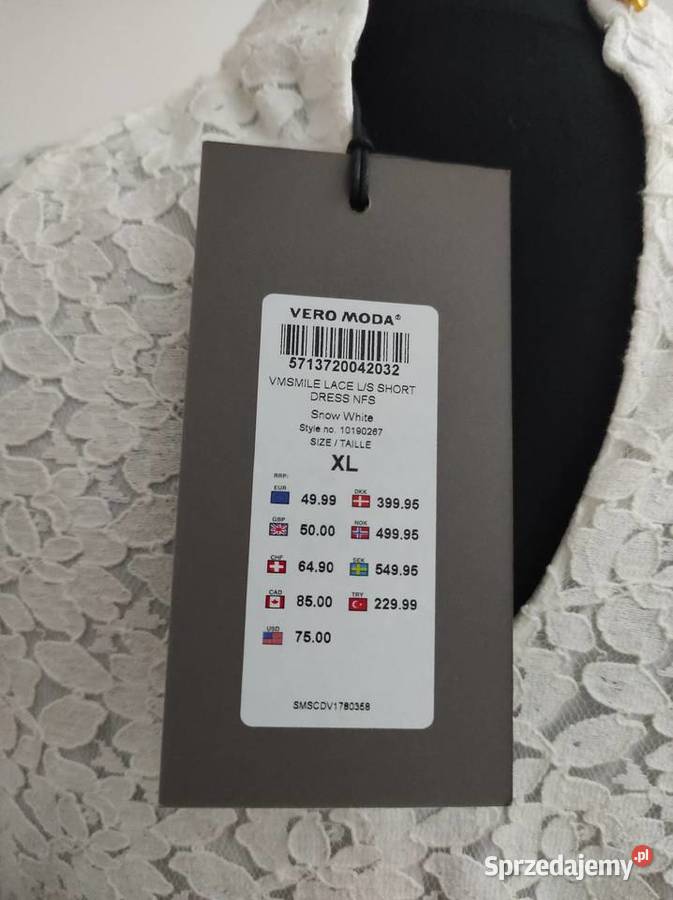 VERO MODA®
5713720042032
VMSMILE LACE L/S SHORT
DRESS NFS
Snow White
Style no. 10190267
SIZE / TAILLE
XL
RRP:
EUR 49.99 DKK 399.95
GBP 50.00 NOK 499.95
CHF 64.90 SEK 549.95
CAD 85.00 TRY 229.99
USD 75.00
SMSCDV1780358
Sprzedajemy.pl